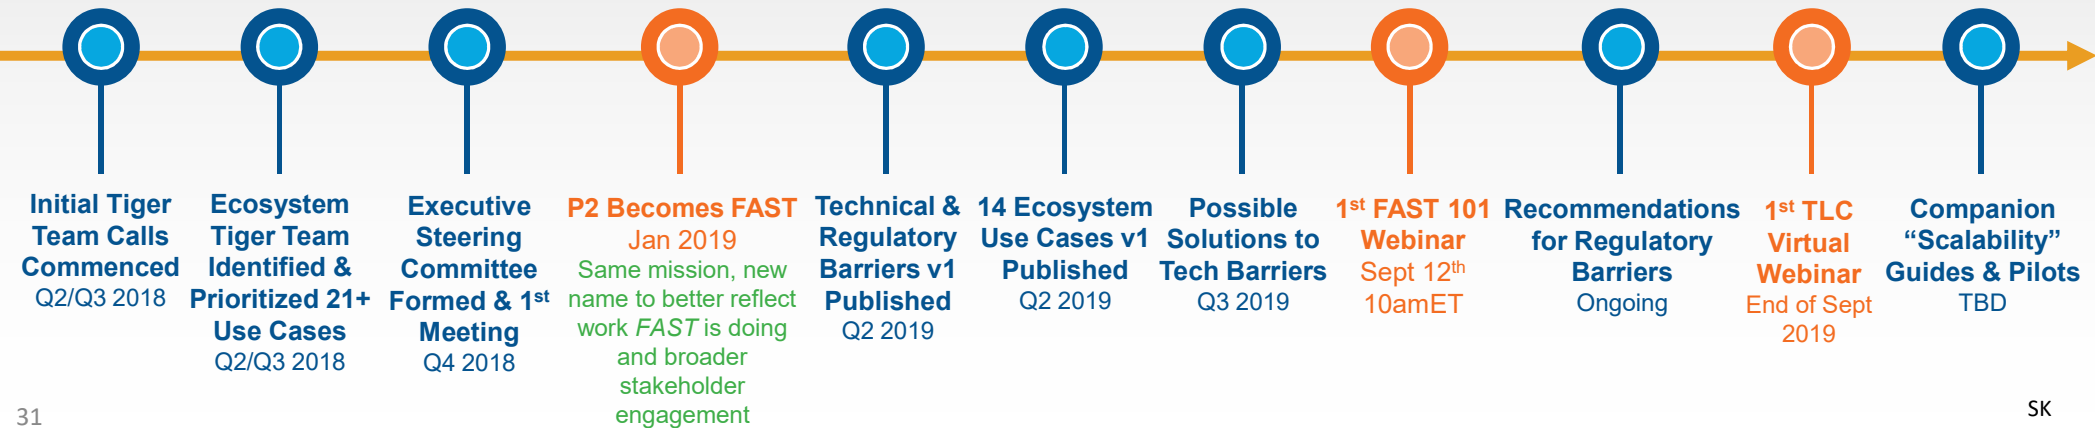 Initial Tiger
Team Calls
Commenced
Q2/Q3 2018
Ecosystem
Tiger Team
Identified &
Prioritized 21+
Use Cases
Q2/Q3 2018
Executive
Steering
Committee
Formed & 1st
Meeting
Q4 2018
P2 Becomes FAST
Jan 2019
Same mission, new
name to better reflect
work FAST is doing
and broader
stakeholder
engagement
Technical &
Regulatory
Barriers v1
Published
Q2 2019
14 Ecosystem
Use Cases v1
Published
Q2 2019
Possible
Solutions to
Tech Barriers
Q3 2019
1st FAST 101
Webinar
Sept 12th
10amET
Recommendations
for Regulatory
Barriers
Ongoing
1st TLC
Virtual
Webinar
End of Sept
2019
Companion
“Scalability”
Guides & Pilots
TBD
31
SK